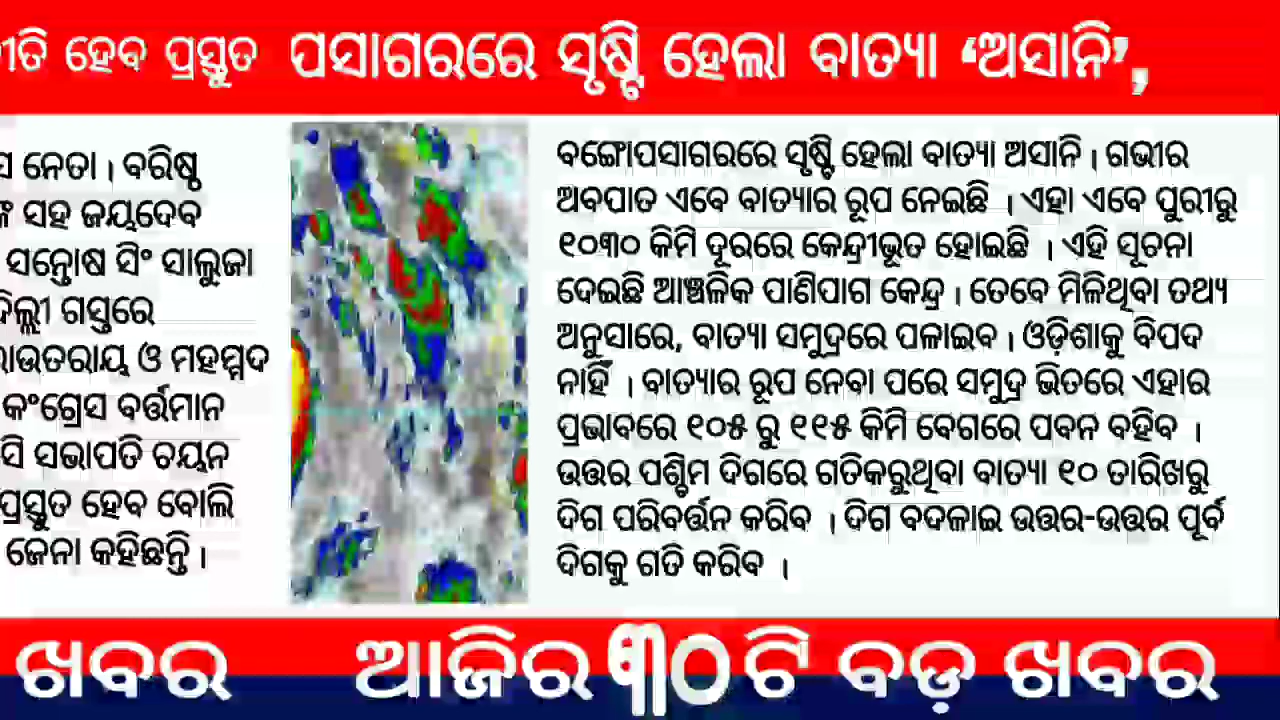 ହେବ ପ୍ରସ୍ତୁତ
ପସାଗରରେ ସୃଷ୍ଟି ହେଲା ବାତ୍ୟା ‘ଅସାନି’,
ନେତା । ବରିଷ୍ଠ
ସହ ଜୟଦେବ
ସନ୍ତୋଷ ସିଂ ସାଲୁଜା
ଗସ୍ତରେ
ଓ ମହମ୍ମଦ
କଂଗ୍ରେସ ବର୍ତ୍ତମାନ
ସଭାପତି ଚୟନ
ପ୍ରସ୍ତୁତ ହେବ ବୋଲି
ଜେନା କହିଛନ୍ତି ।
ବଙ୍ଗୋପସାଗରରେ ସୃଷ୍ଟି ହେଲା ବାତ୍ୟା ଅସାନି । ଗଭୀର
ଅବପାତ ଏବେ ବାତ୍ୟାର ରୂପ ନେଇଛି । ଏହା ଏବେ ପୁରୀରୁ
୧୦୩୦ କିମି ଦୂରରେ କେନ୍ଦ୍ରୀଭୂତ ହୋଇଛି । ଏହି ସୂଚନା
ଦେଇଛି ଆଞ୍ଚଳିକ ପାଣିପାଗ କେନ୍ଦ୍ର । ତେବେ ମିଳିଥିବା ତଥ୍ୟ
ଅନୁସାରେ, ବାତ୍ୟା ସମୁଦ୍ରରେ ପଳାଇବ । ଓଡ଼ିଶାକୁ ବିପଦ
ନାହିଁ । ବାତ୍ୟାର ରୂପ ନେବା ପରେ ସମୁଦ୍ର ଭିତରେ ଏହାର
ପ୍ରଭାବରେ ୧୦୫ ରୁ ୧୧୫ କିମି ବେଗରେ ପବନ ବହିବ ।
ଉତ୍ତର ପଶ୍ଚିମ ଦିଗରେ ଗତିକରୁଥିବା ବାତ୍ୟା ୧୦ ତାରିଖରୁ
ଦିଗ ପରିବର୍ତ୍ତନ କରିବ । ଦିଗ ବଦଳାଇ ଉତ୍ତର-ଉତ୍ତର ପୂର୍ବ
ଦିଗକୁ ଗତି କରିବ ।
ଖବର ଆଜିର ୩୦ଟି ବଡ଼ ଖବର